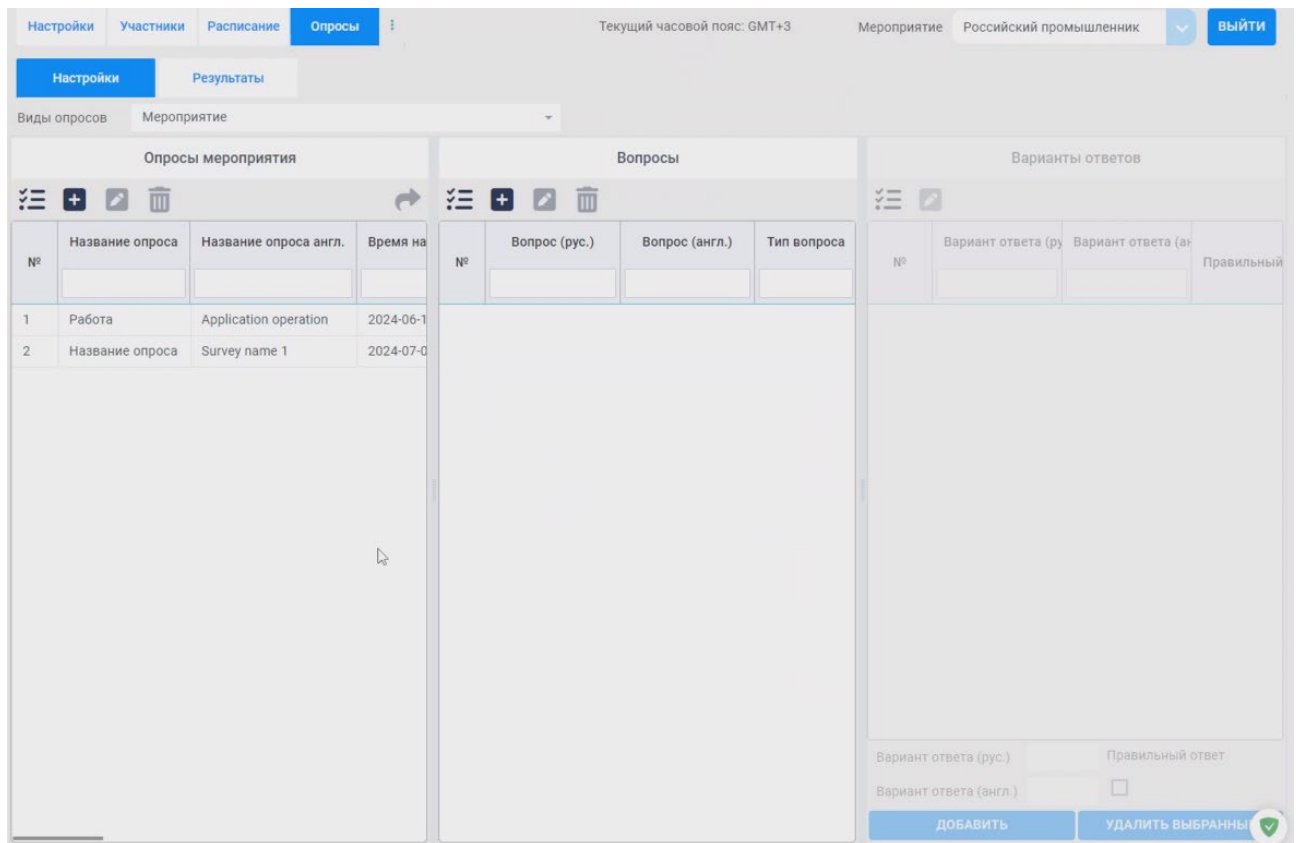 Настройки Участники Расписание Опросы Текущий часовой пояс: GMT+3 Мероприятие Российский промышленник ВЫЙТИ
Настройки Результаты
Виды опросов Мероприятие
Опросы мероприятия Вопросы Варианты ответов
№ Название опроса Название опроса англ. Время на № Вопрос (рус.) Вопрос (англ.) Тип вопроса № Вариант ответа (ру Вариант ответа (ан Правильный
1 Работа Application operation 2024-06-1
2 Название опроса Survey name 1 2024-07-0
Вариант ответа (рус.) Правильный ответ
Вариант ответа (англ.)
ДОБАВИТЬ УДАЛИТЬ ВЫБРАННЫ